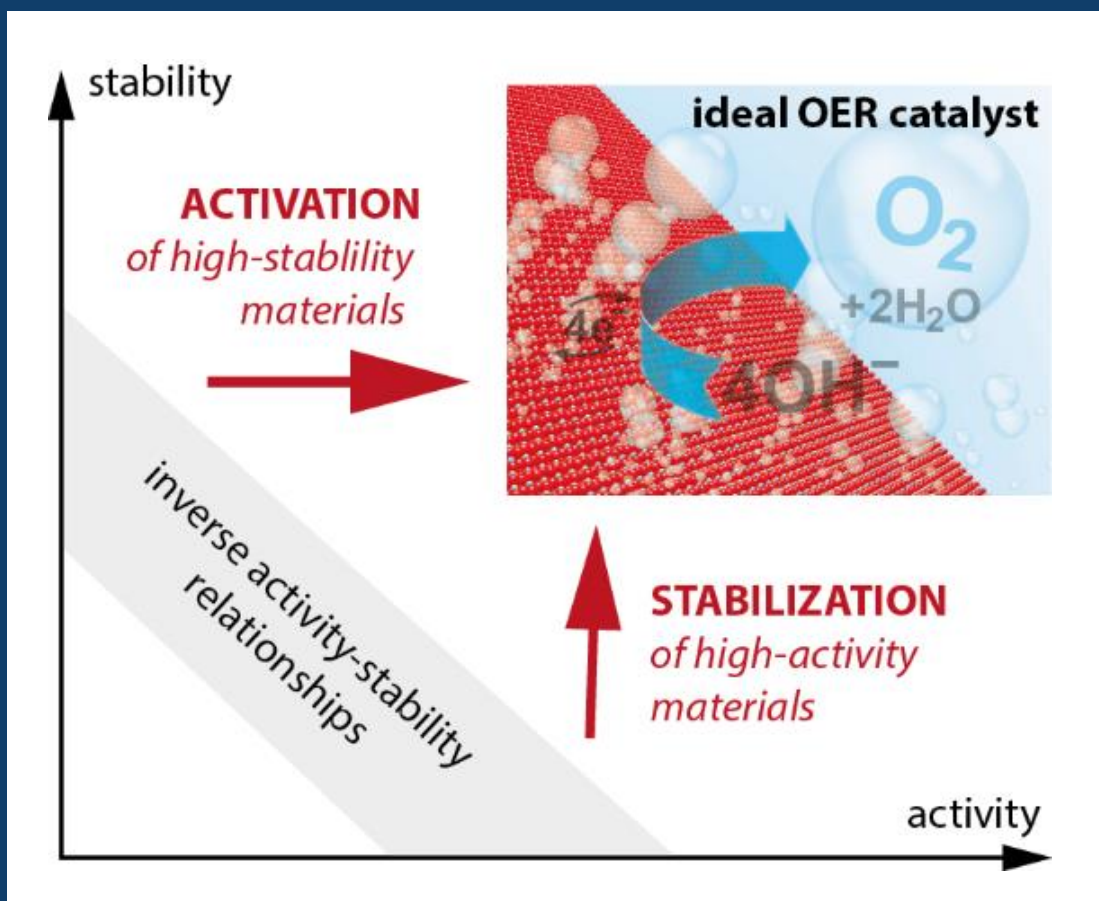 stability
ideal OER catalyst
ACTIVATION
of high-stablility
materials
O₂
+2H₂O
4e⁻
4OH⁻
inverse activity-stability
relationships
STABILIZATION
of high-activity
materials
activity